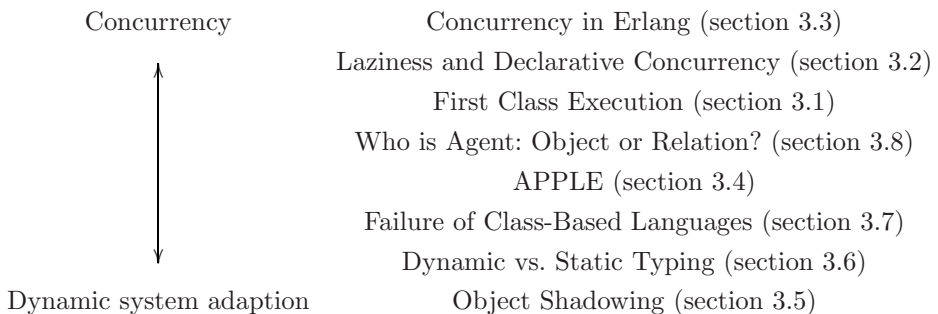 Concurrency Concurrency in Erlang (section 3.3)
Laziness and Declarative Concurrency (section 3.2)
First Class Execution (section 3.1)
Who is Agent: Object or Relation? (section 3.8)
APPLE (section 3.4)
Failure of Class-Based Languages (section 3.7)
Dynamic vs. Static Typing (section 3.6)
Dynamic system adaption Object Shadowing (section 3.5)